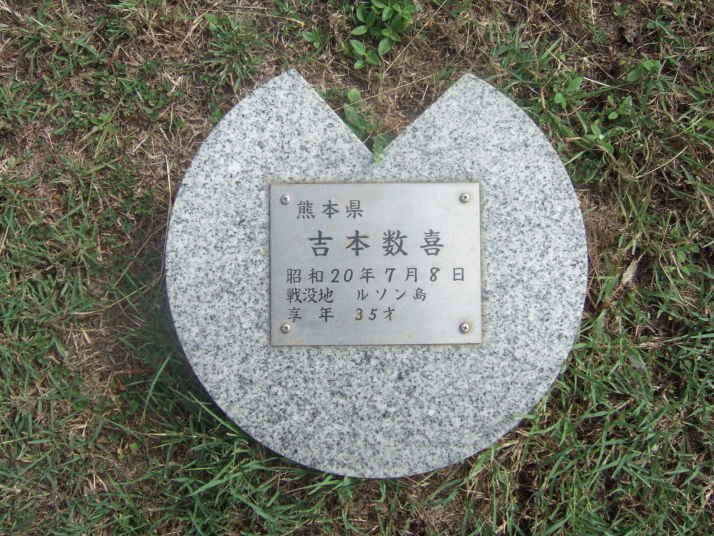 熊本県
吉本数喜
昭和20年7月8日
戦没地 ルソン島
享年 35才